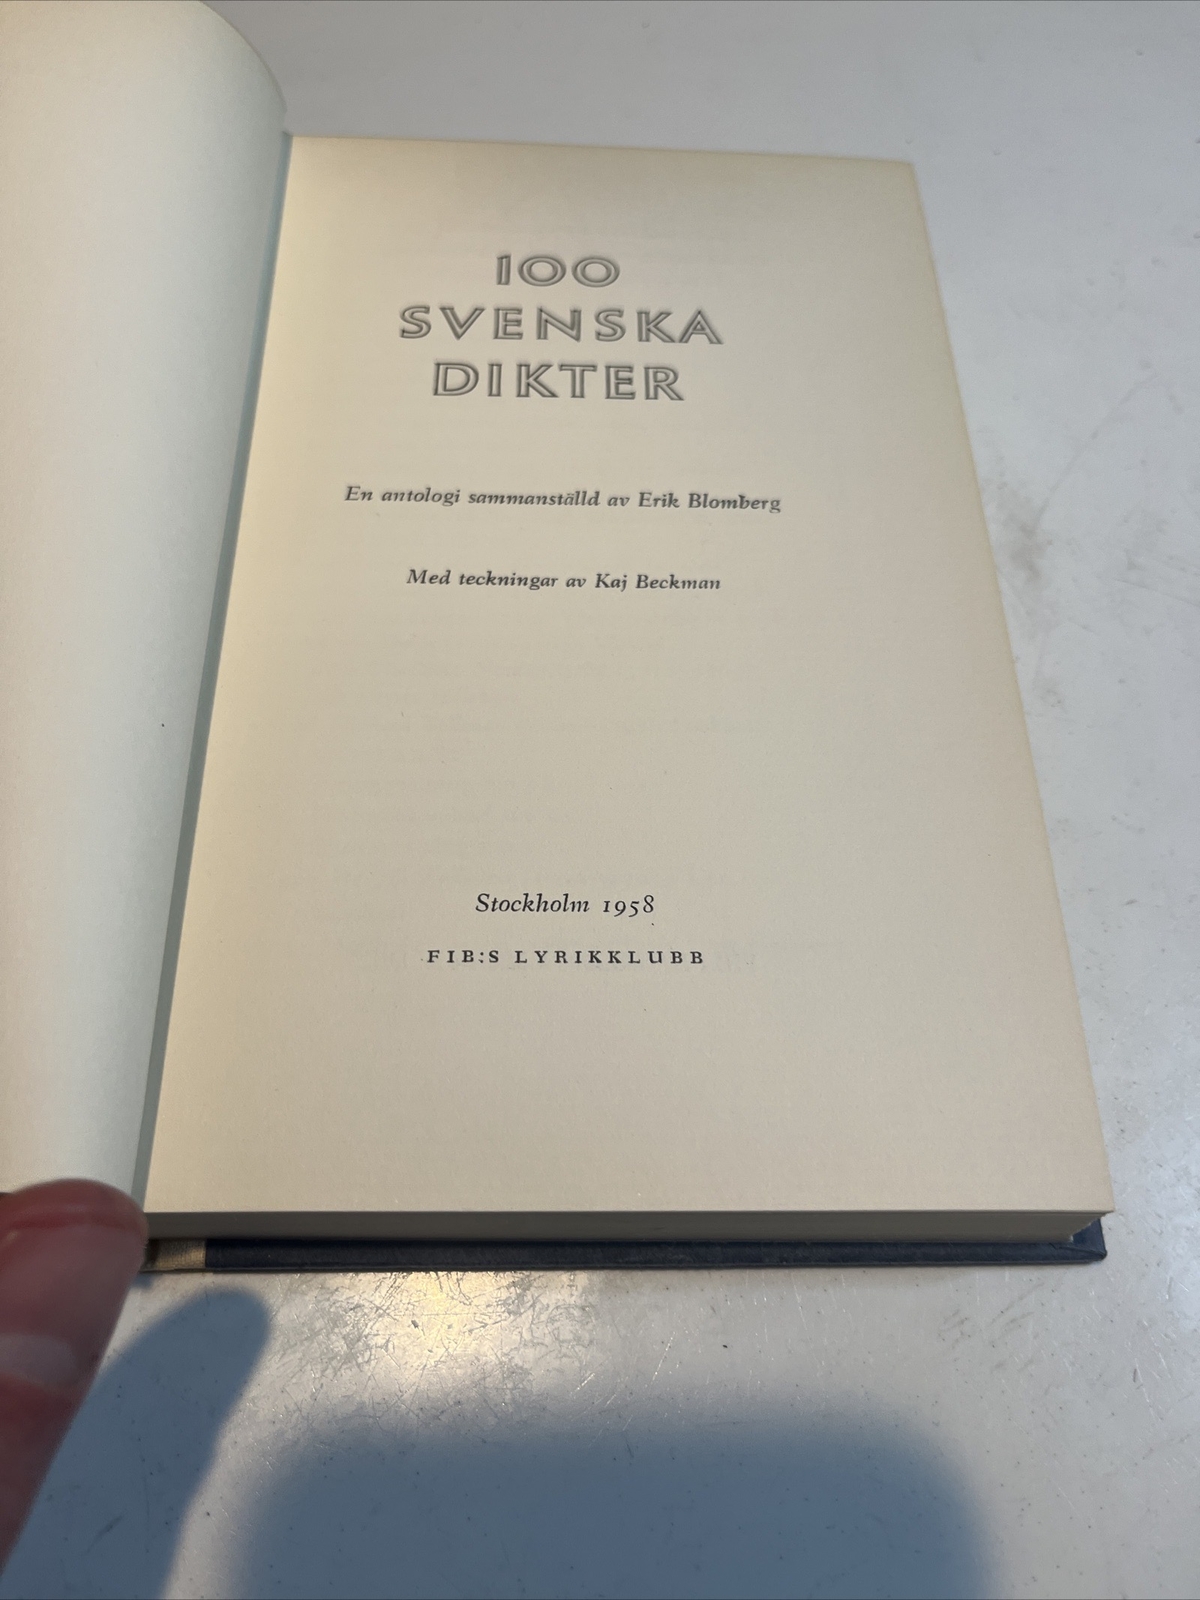 100
SVENSKA
DIKTER
En antologi sammanställd av Erik Blomberg
Med teckningar av Kaj Beckman
Stockholm 1958
FIB:S LYRIKKLUBB